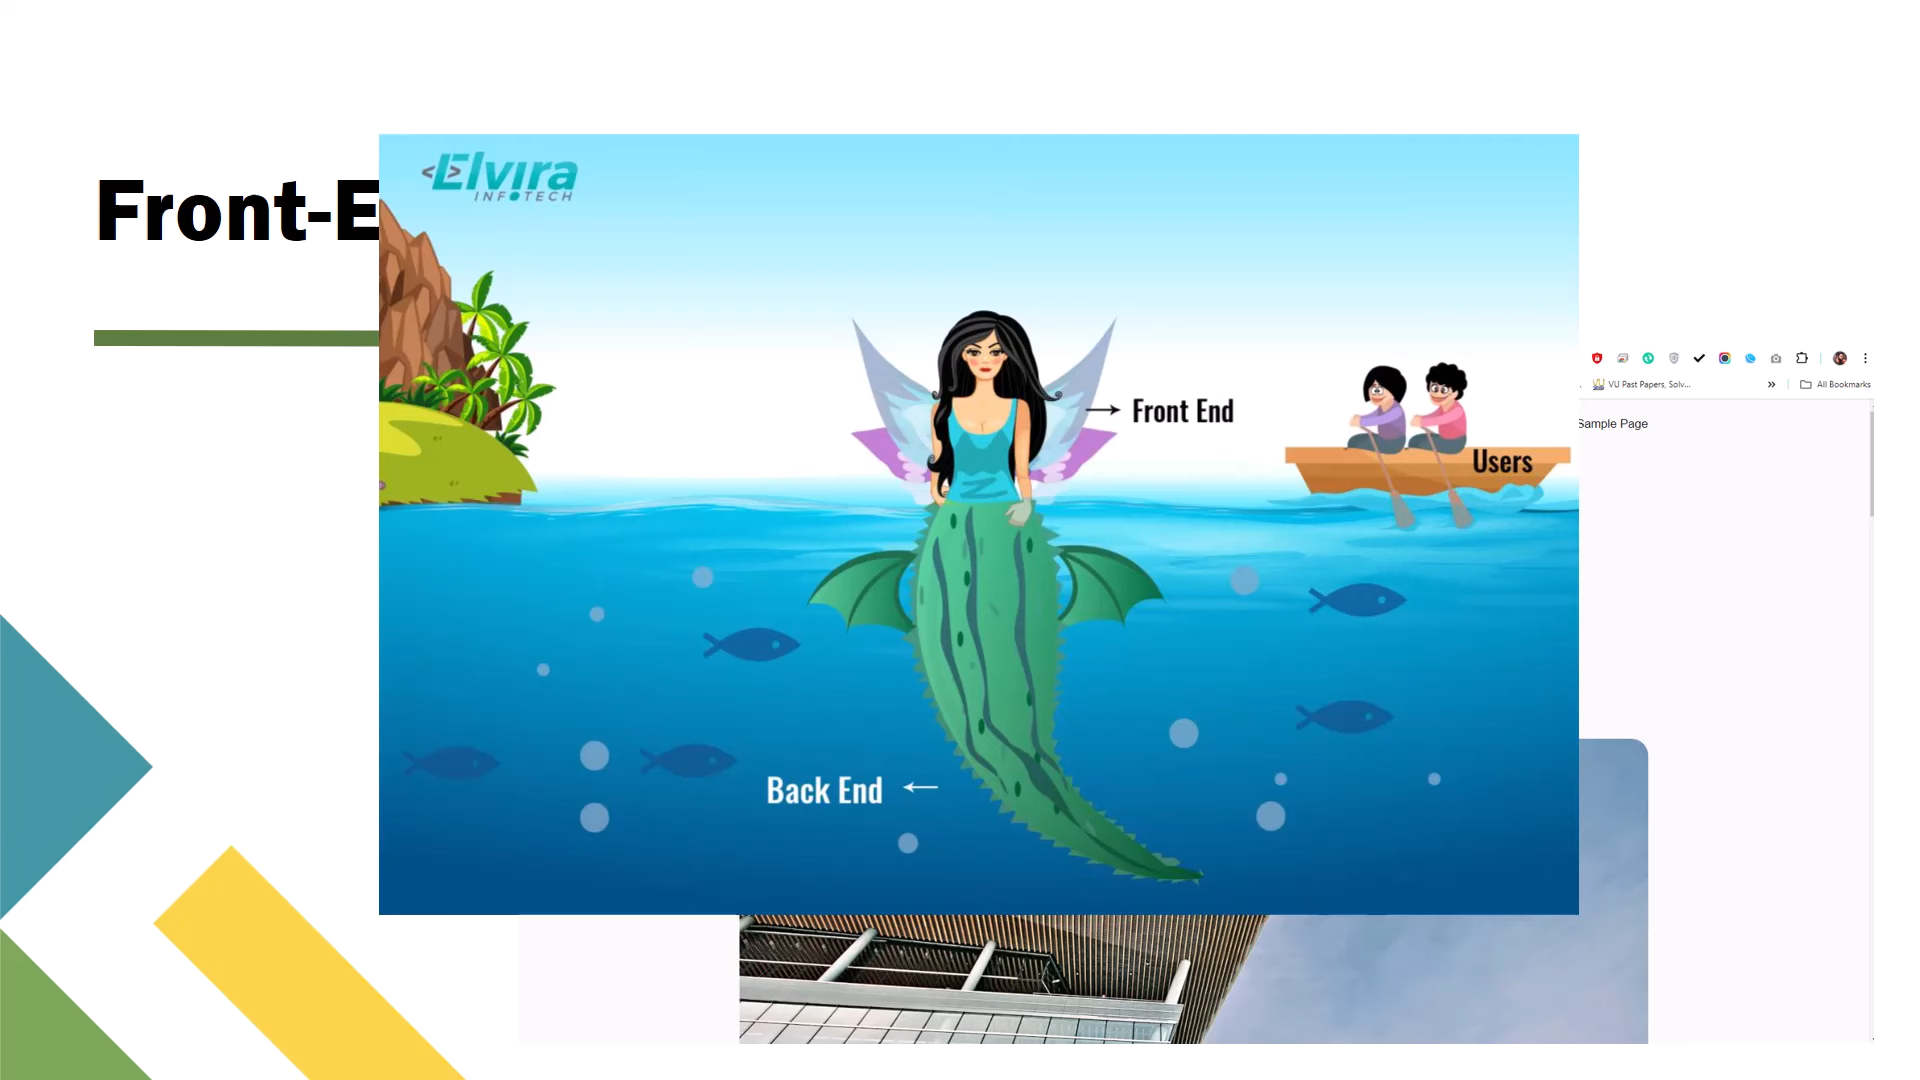 <Elvira
INFOTECH
Front-E
Front End
Users
VU Past Papers, Solv...
» All Bookmarks
Sample Page
Back End